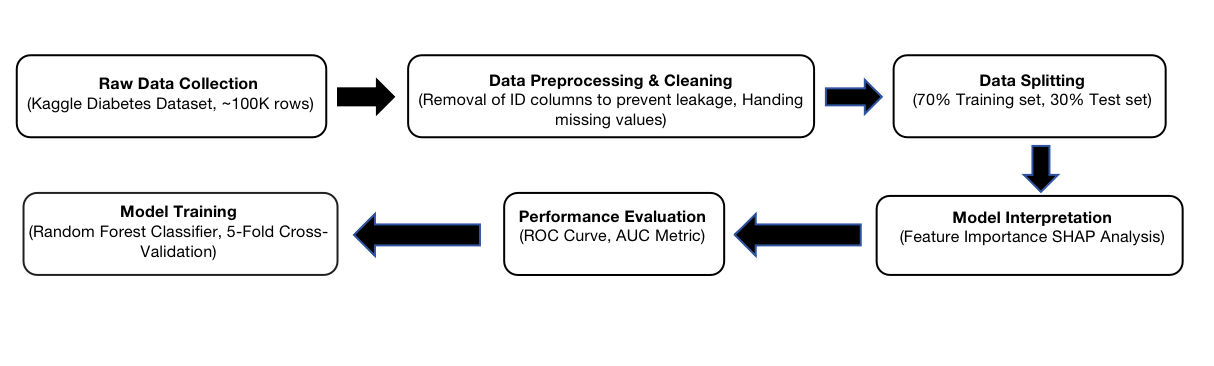 Raw Data Collection
(Kaggle Diabetes Dataset, ~100K rows)
Data Preprocessing & Cleaning
(Removal of ID columns to prevent leakage, Handing
missing values)
Data Splitting
(70% Training set, 30% Test set)
Model Interpretation
(Feature Importance SHAP Analysis)
Performance Evaluation
(ROC Curve, AUC Metric)
Model Training
(Random Forest Classifier, 5-Fold Cross-
Validation)